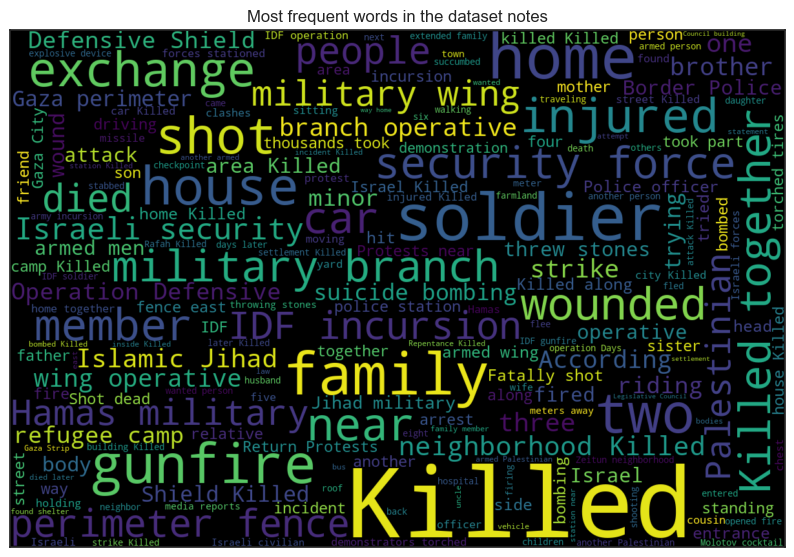 Most frequent words in the dataset notes
Defensive Shield
IDF operation
next
extended family
killed Killed
person
Council building
explosive device
forces stationed
people
home
town
armed person
one
exchange
area
incursion
succumbed
found
brother
Gaza perimeter
military wing
wanted
mother
Border Police
car Killed
came
sitting
way home
walking
street Killed
daughter
driving
clashes
six
traveling
missile
shot
branch operative
injured
statement
Gaza City
wound
thousands took
demonstration
four
attempt
took part
station Killed
incident Killed
death
others
friend
attack
another armed
area Killed
security force
torched tires
son
checkpoint
protest
Israel Killed
meter
another person
stabbed
house
minor
injured Killed
farmland
Police officer
died
home Killed
car
soldier
trying
tried
bombed
attack Killed
army incursion
settlement Killed
hit
Israeli security
Rafah Killed
days later
moving
Protests near
threw stones
fled
Israeli forces
armed men
yard
camp Killed
IDF soldier
military branch
strike
city Killed
Killed together
Operation Defensive
suicide bombing
Killed along
wounded
home together
fence east
throwing stones
police station
Hamas
Palestinian
member
IDF
IDF incursion
flee
operative
head
bombed Killed
inside Killed
later Killed
Repentance Killed
IDF gunfire
sister
house Killed
father
Islamic Jihad
together
armed wing
operation Days
According
settlement
law
family
Fatally shot
wing operative
husband
wife
Legislative Council
riding
fire
Shot dead
wanted person
five
Jihad military
along
meters away
fired
Hamas military
relative
arrest
family member
near
three
two
bodies
refugee camp
building Killed
eight
Return Protests
neighborhood Killed
chest
Gaza Strip
died later
bus
armed Palestinian
Zeitun neighborhood
street
body
gunfire
another
Israel
way
Shield Killed
roof
hospital
firing
bombing
station near
entered
holding
neighbor
media reports
incident
uncle
side
shooting
standing
cousin
opened fire
found shelter
back
officer
vehicle
perimeter fence
Killed
entrance
Israeli
strike Killed
Israeli civilian
demonstrators torched
children
another Palestinian
Molotov cocktail